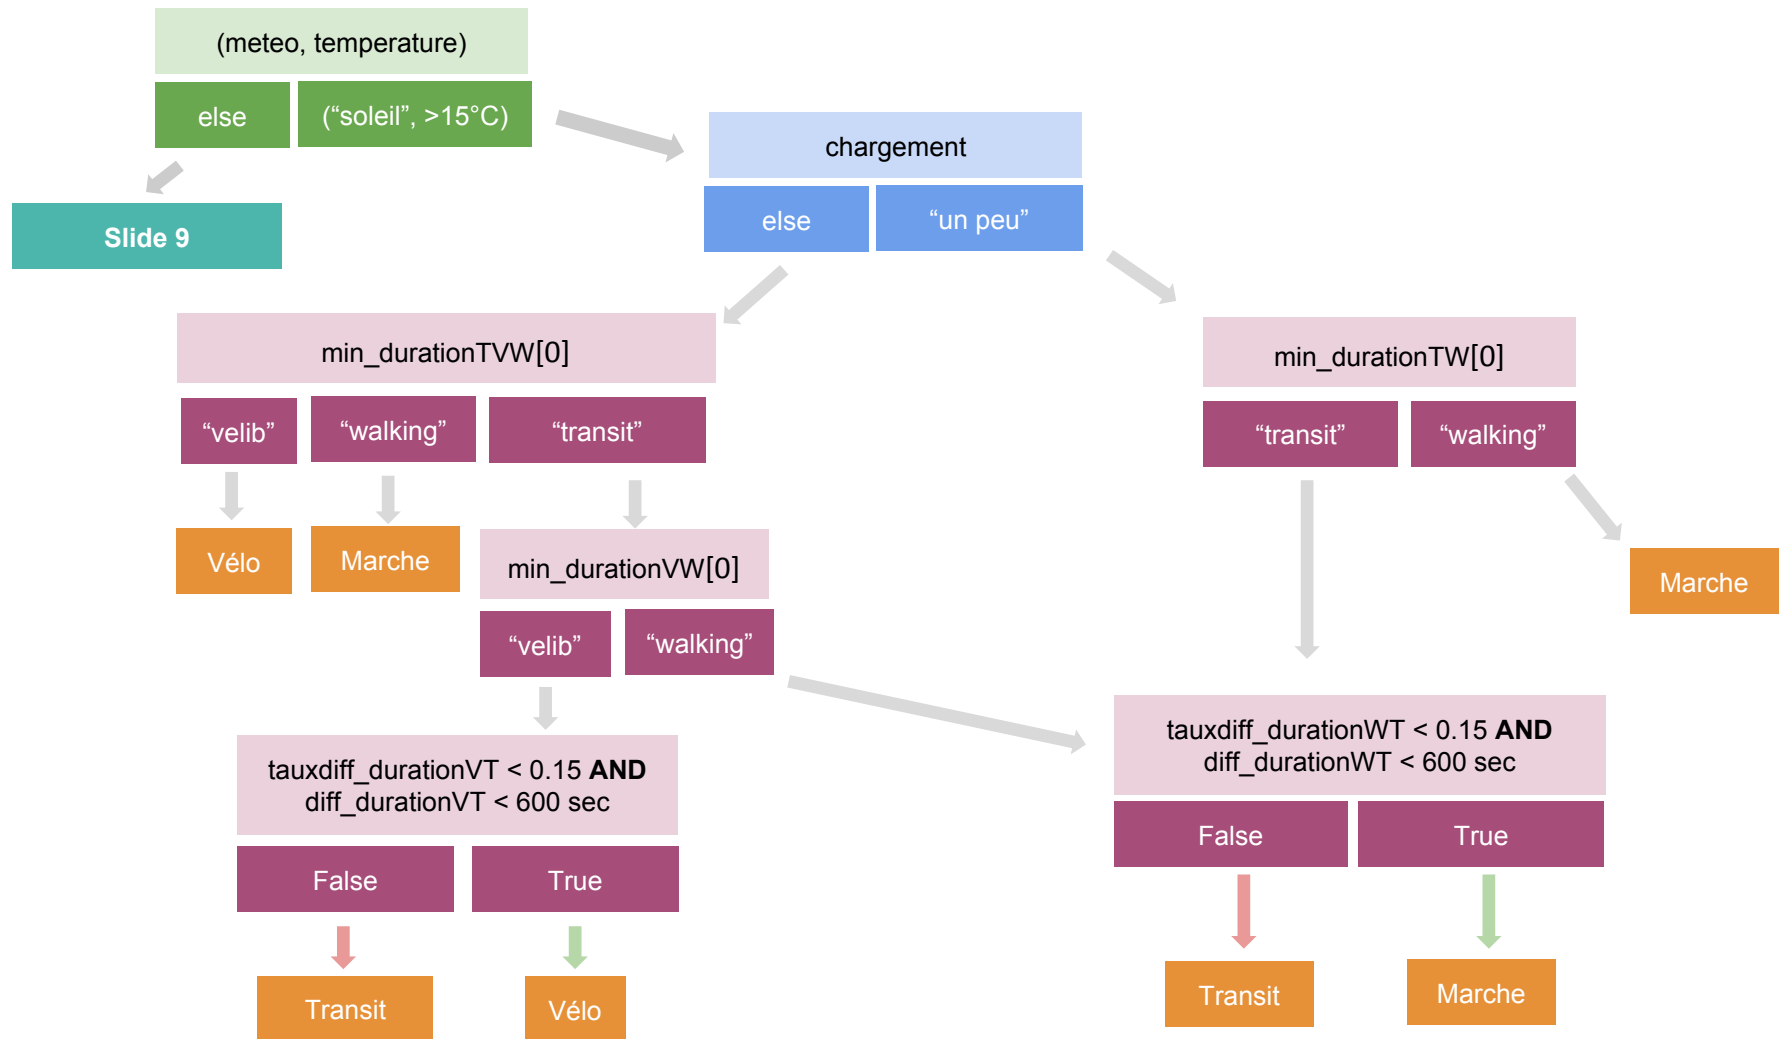 (meteo, temperature)
else
(“soleil”, >15°C)
chargement
else
“un peu”
Slide 9
min_durationTVW[0]
“velib”
“walking”
“transit”
min_durationTW[0]
“transit”
“walking”
Vélo
Marche
min_durationVW[0]
“velib”
“walking”
Marche
tauxdiff_durationVT < 0.15 AND
diff_durationVT < 600 sec
False
True
Transit
Vélo
tauxdiff_durationWT < 0.15 AND
diff_durationWT < 600 sec
False
True
Transit
Marche